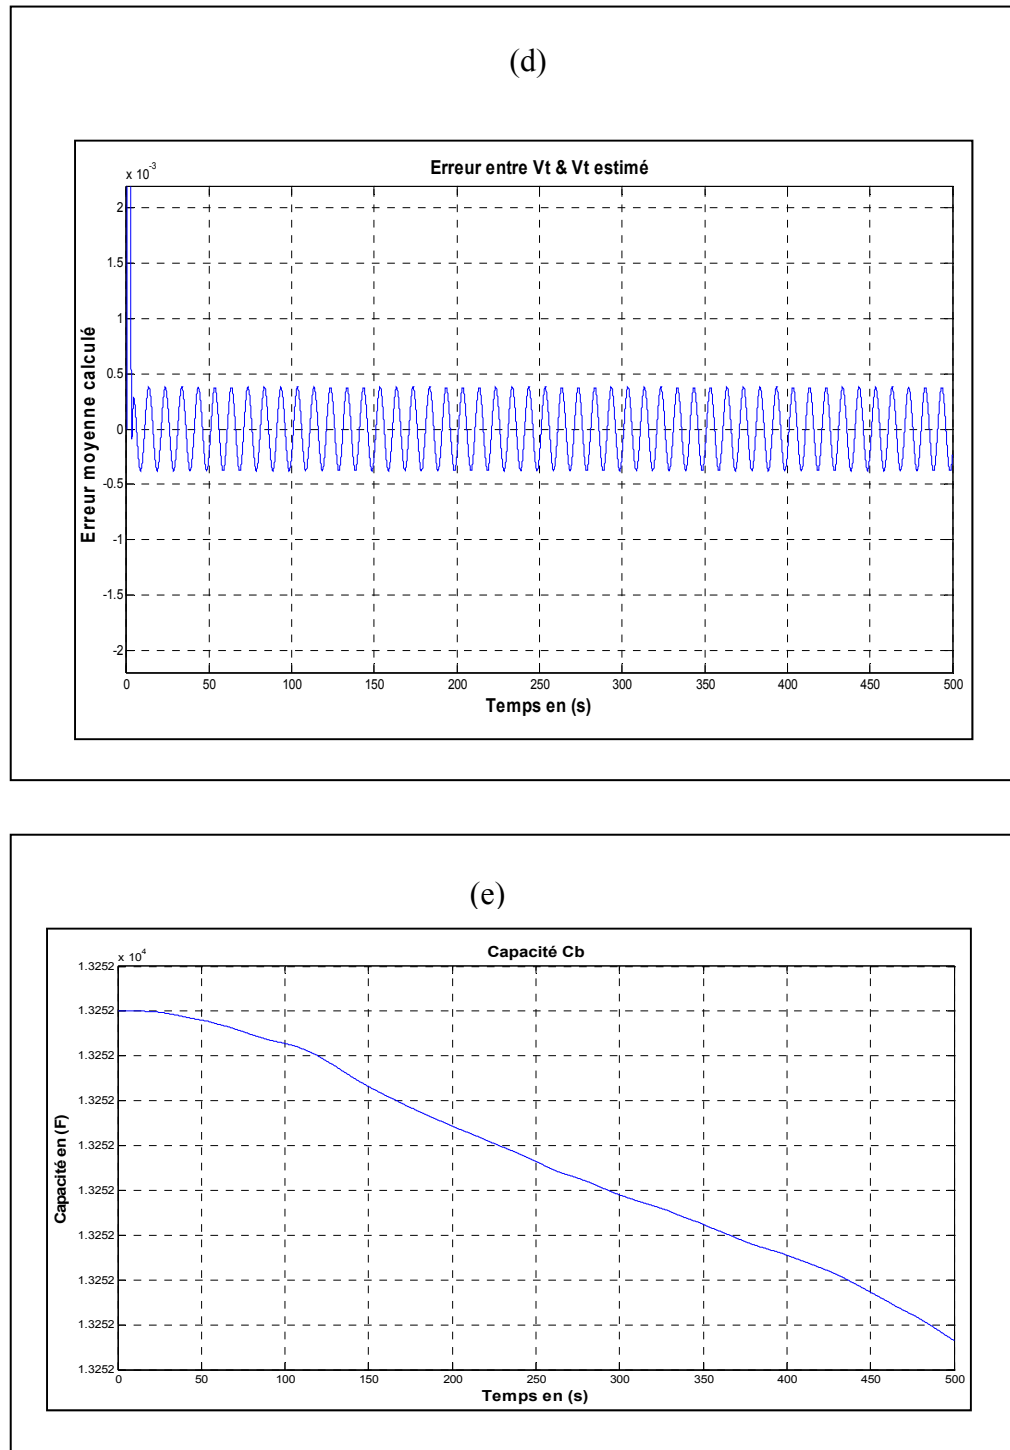 (d)
Erreur entre Vt & Vt estimé
x 10-3
2
1.5
1
0.5
0
-0.5
-1
-1.5
-2
Erreur moyenne calculé
0 50 100 150 200 250 300 350 400 450 500
Temps en (s)
(e)
Capacité Cb
x 104
1.3252
1.3252
1.3252
1.3252
1.3252
1.3252
1.3252
1.3252
1.3252
1.3252
Capacité en (F)
0 50 100 150 200 250 300 350 400 450 500
Temps en (s)